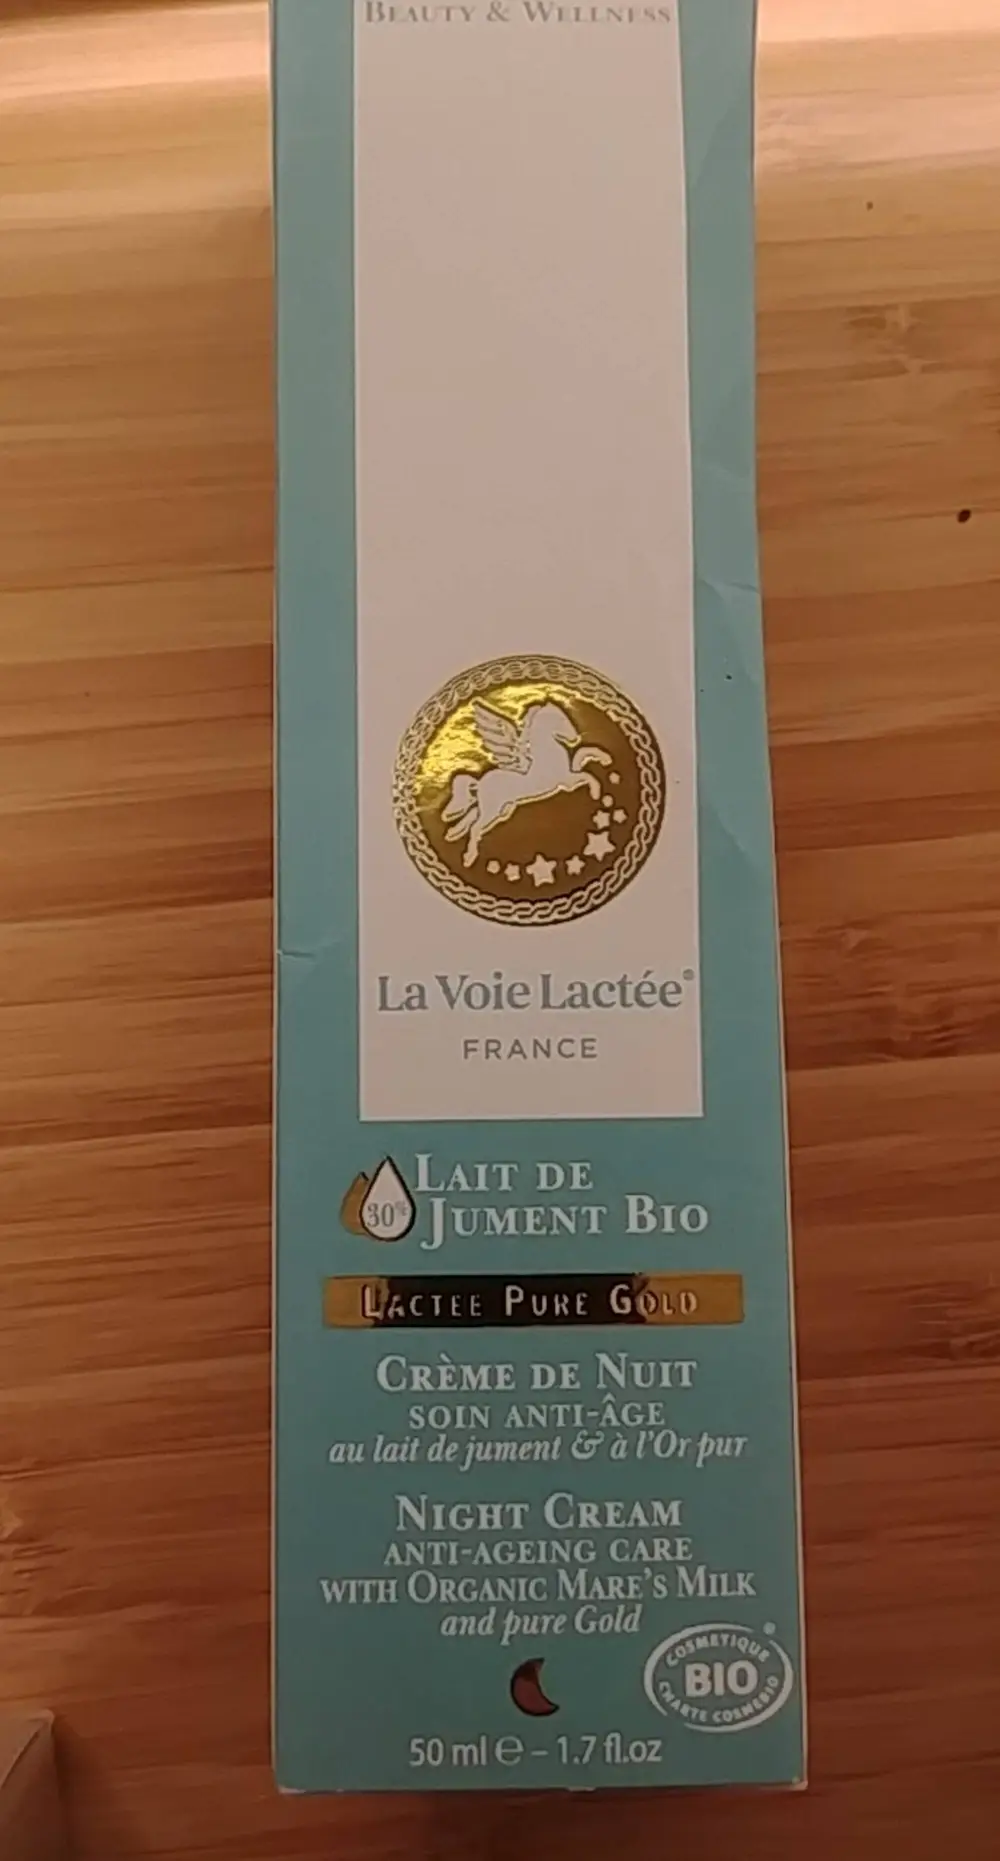 BEAUTY & WELLNESS
La Voie Lactée®
FRANCE
30%
LAIT DE
JUMENT BIO
LACTEE PURE GOLD
CRÈME DE NUIT
SOIN ANTI-ÂGE
au lait de jument & à l'Or pur
NIGHT CREAM
ANTI-AGEING CARE
WITH ORGANIC MARE'S MILK
and pure Gold
COSMETIQUE
BIO
CHARTE COSMEBIO
50 ml ℮ – 1.7 fl.oz